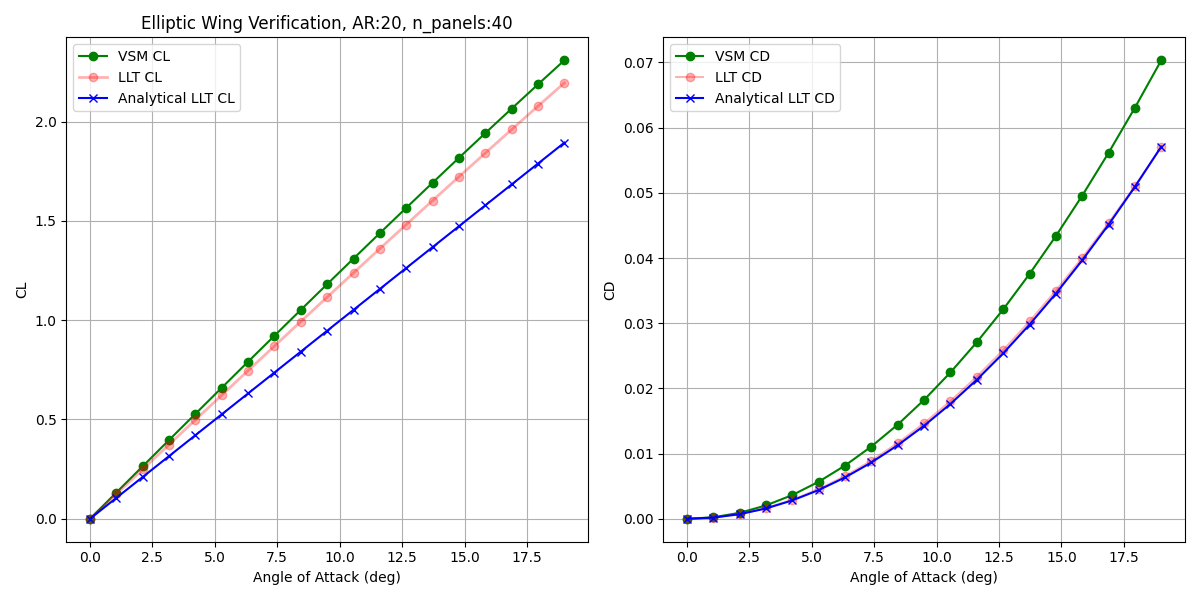 Elliptic Wing Verification, AR:20, n_panels:40
VSM CL
LLT CL
Analytical LLT CL
CL
2.0
1.5
1.0
0.5
0.0
0.0 2.5 5.0 7.5 10.0 12.5 15.0 17.5
Angle of Attack (deg)
VSM CD
LLT CD
Analytical LLT CD
CD
0.07
0.06
0.05
0.04
0.03
0.02
0.01
0.00
0.0 2.5 5.0 7.5 10.0 12.5 15.0 17.5
Angle of Attack (deg)